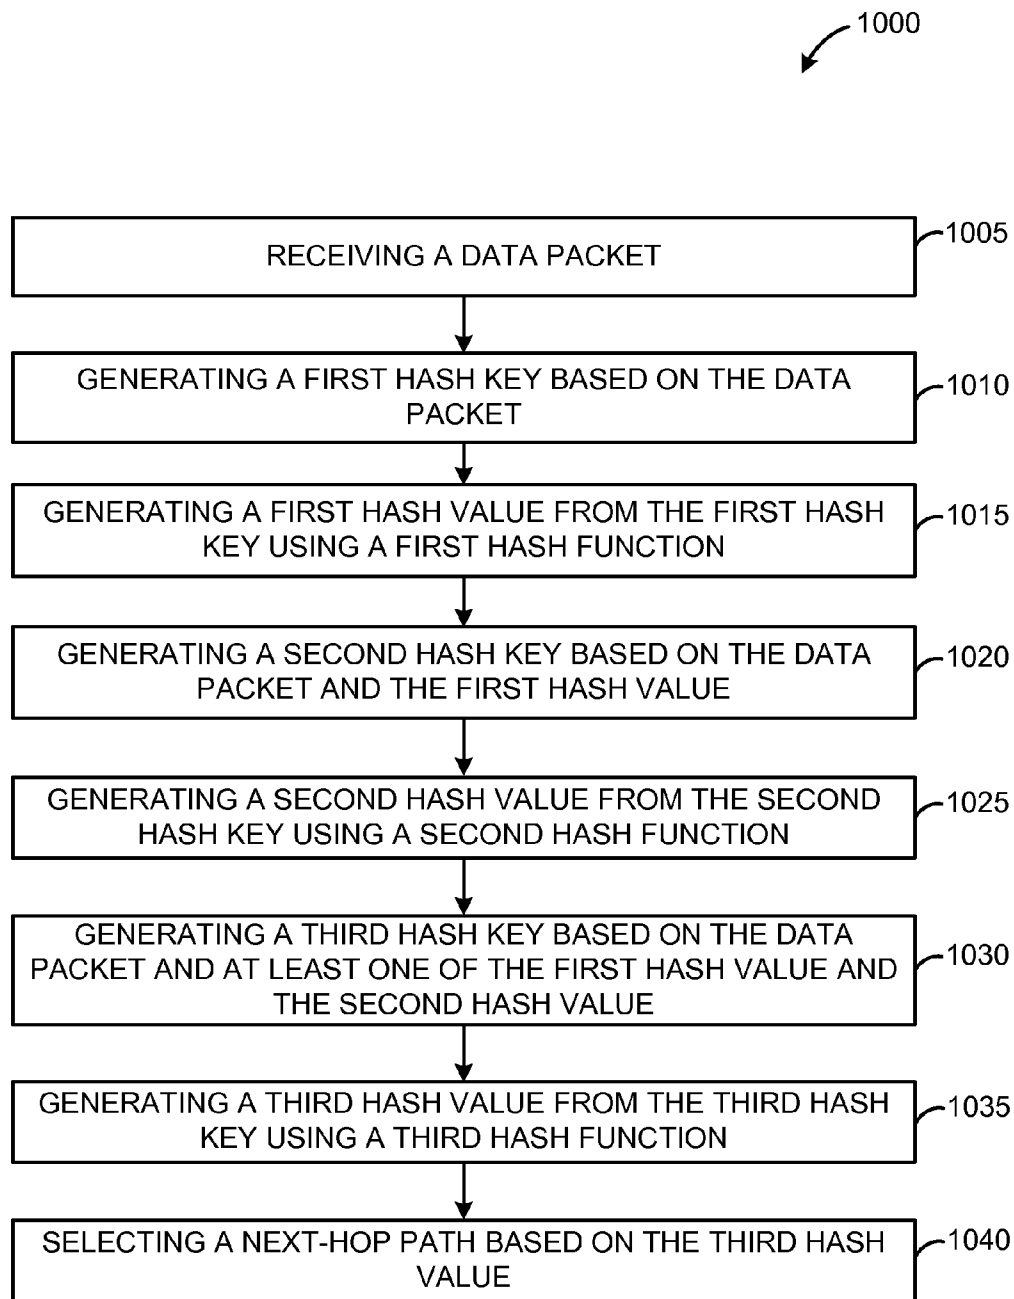 1000
RECEIVING A DATA PACKET
1005
GENERATING A FIRST HASH KEY BASED ON THE DATA
PACKET
1010
GENERATING A FIRST HASH VALUE FROM THE FIRST HASH
KEY USING A FIRST HASH FUNCTION
1015
GENERATING A SECOND HASH KEY BASED ON THE DATA
PACKET AND THE FIRST HASH VALUE
1020
GENERATING A SECOND HASH VALUE FROM THE SECOND
HASH KEY USING A SECOND HASH FUNCTION
1025
GENERATING A THIRD HASH KEY BASED ON THE DATA
PACKET AND AT LEAST ONE OF THE FIRST HASH VALUE AND
THE SECOND HASH VALUE
1030
GENERATING A THIRD HASH VALUE FROM THE THIRD HASH
KEY USING A THIRD HASH FUNCTION
1035
SELECTING A NEXT-HOP PATH BASED ON THE THIRD HASH
VALUE
1040